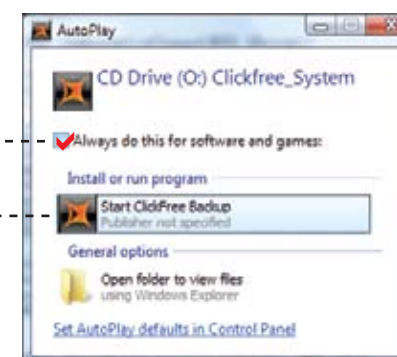 AutoPlay
CD Drive (O:) Clickfree_System
Always do this for software and games:
Install or run program
Start ClickFree Backup
Publisher not specified
General options
Open folder to view files
using Windows Explorer
Set AutoPlay defaults in Control Panel